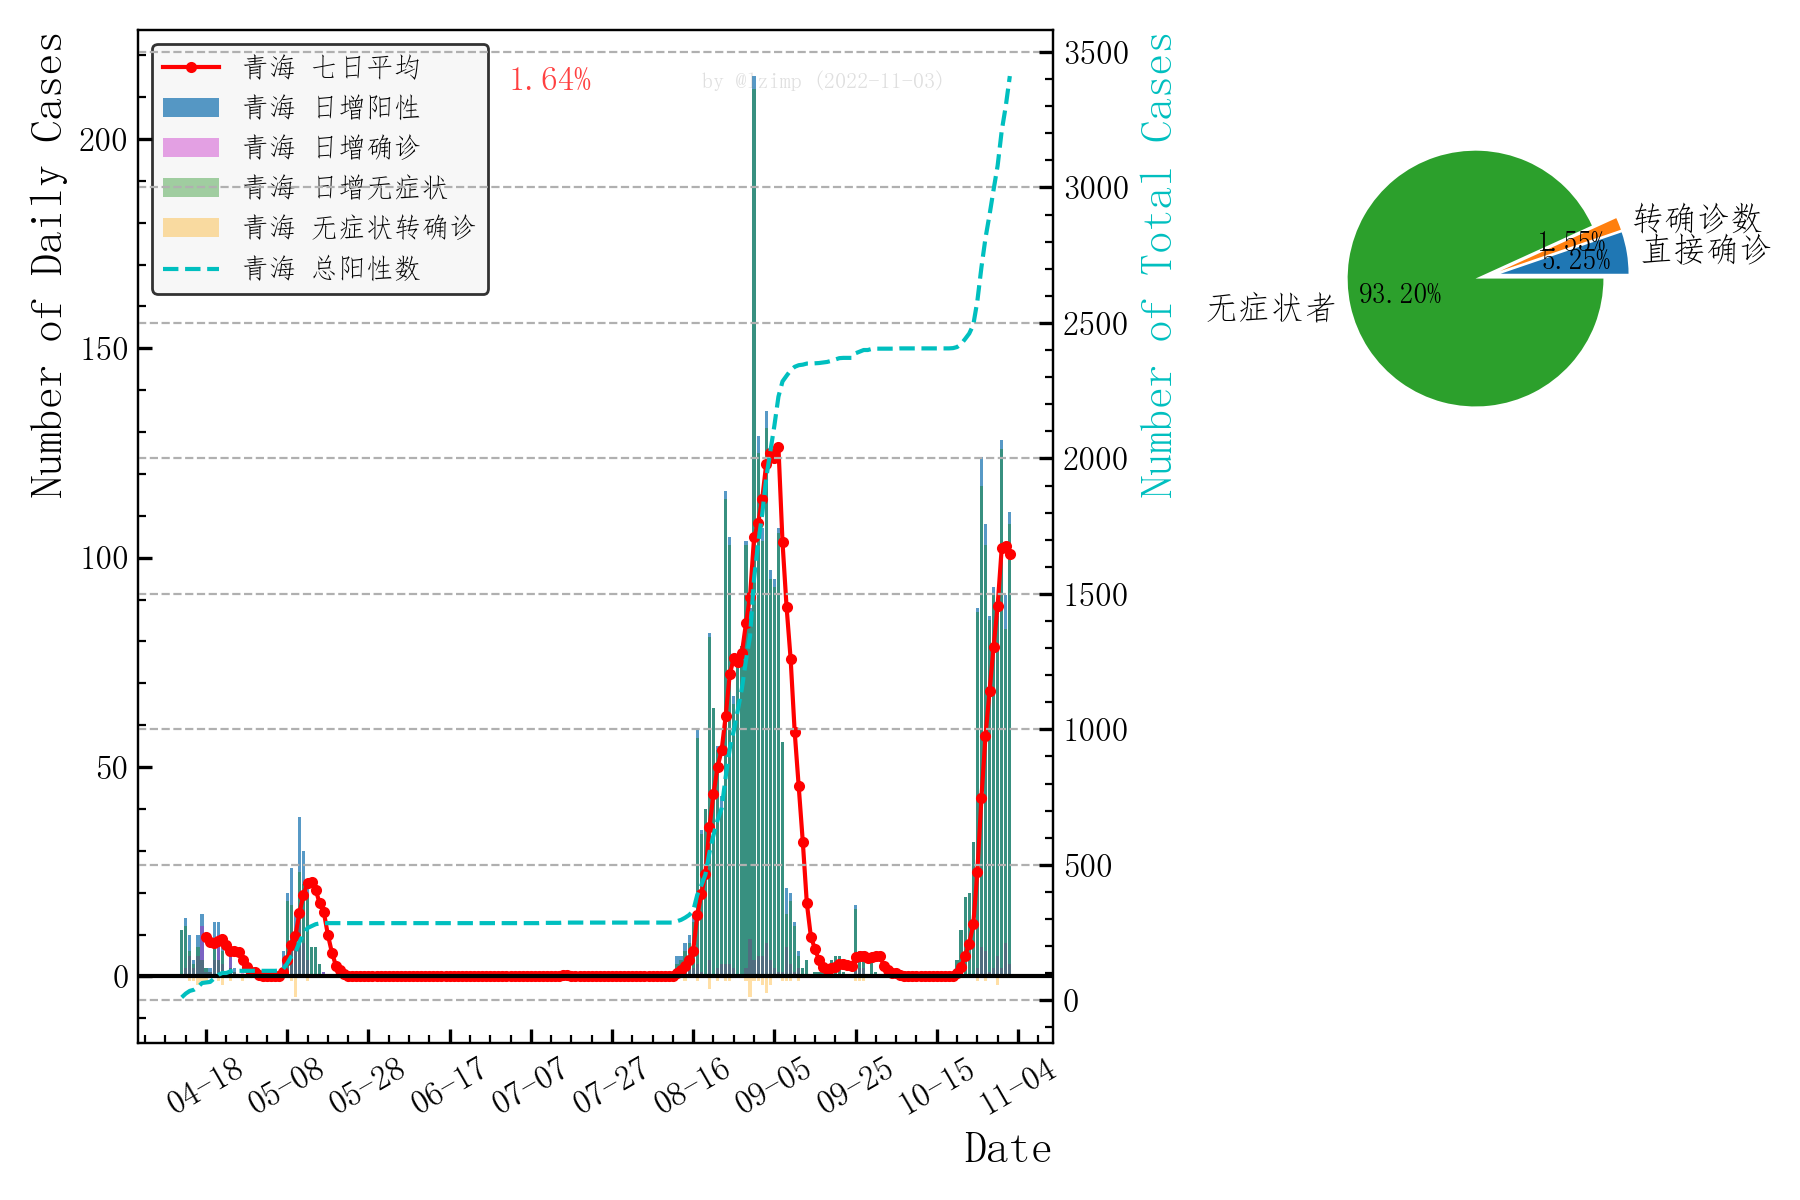 青海 七日平均
青海 日增阳性
青海 日增确诊
青海 日增无症状
青海 无症状转确诊
青海 总阳性数
1.64%
by @lzimp (2022-11-03)
Number of Daily Cases
200
150
100
50
0
3500
3000
2500
2000
1500
1000
500
0
Number of Total Cases
04-18
05-08
05-28
06-17
07-07
07-27
08-16
09-05
09-25
10-15
11-04
Date
转确诊数
1.55%
直接确诊
5.25%
无症状者
93.20%